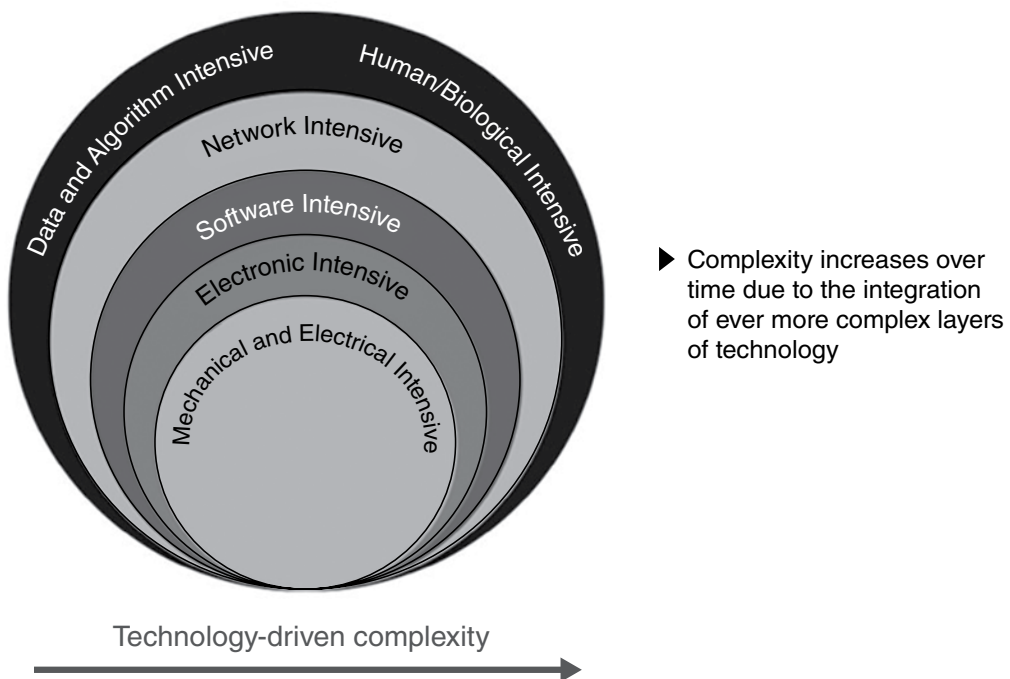 Data and Algorithm Intensive
Human/Biological Intensive
Network Intensive
Software Intensive
Electronic Intensive
Mechanical and Electrical Intensive
Complexity increases over
time due to the integration
of ever more complex layers
of technology
Technology-driven complexity